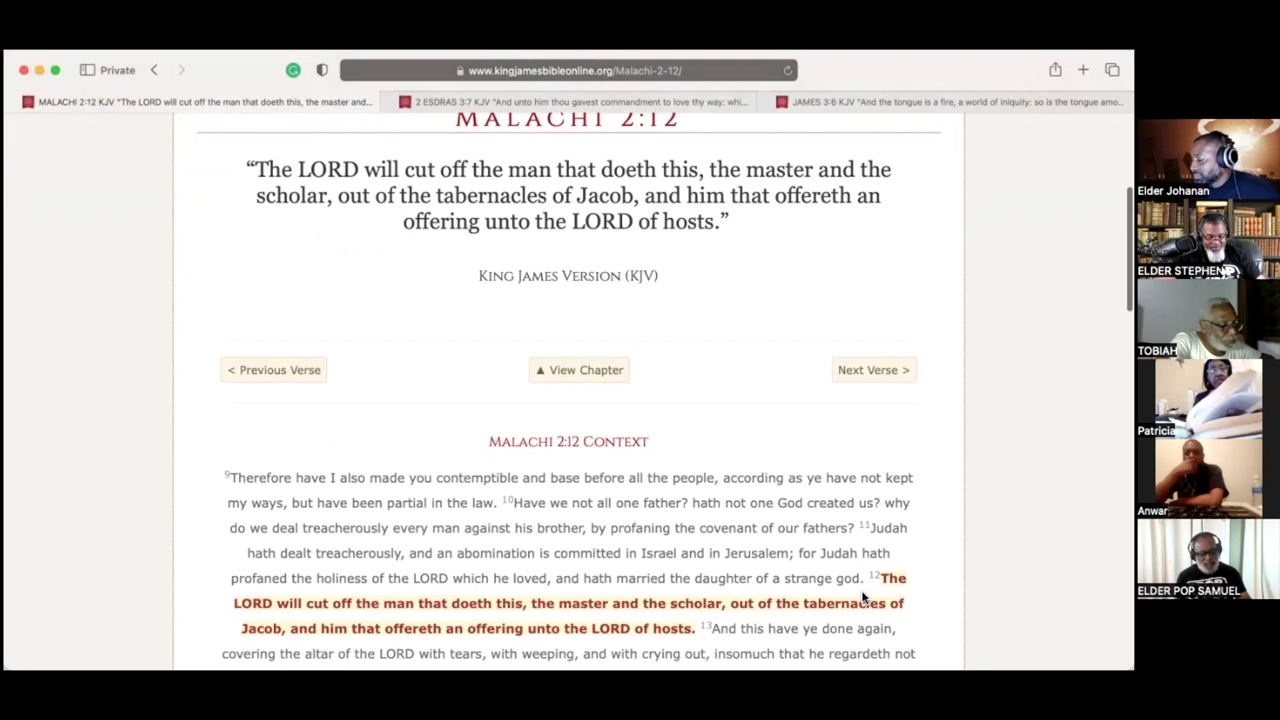 Private
www.kingjamesbibleonline.org/Malachi-2-12/
MALACHI 2:12 KJV "The LORD will cut off the man that doeth this, the master and...
2 ESDRAS 3:7 KJV "And unto him thou gavest commandment to love thy way: whi...
JAMES 3:6 KJV "And the tongue is a fire, a world of iniquity: so is the tongue amo...
MALACHI 2:12
“The LORD will cut off the man that doeth this, the master and the
scholar, out of the tabernacles of Jacob, and him that offereth an
offering unto the LORD of hosts.”
King James Version (KJV)
< Previous Verse
▲ View Chapter
Next Verse >
Malachi 2:12 Context
9Therefore have I also made you contemptible and base before all the people, according as ye have not kept
my ways, but have been partial in the law. 10Have we not all one father? hath not one God created us? why
do we deal treacherously every man against his brother, by profaning the covenant of our fathers? 11Judah
hath dealt treacherously, and an abomination is committed in Israel and in Jerusalem; for Judah hath
profaned the holiness of the LORD which he loved, and hath married the daughter of a strange god. 12The
LORD will cut off the man that doeth this, the master and the scholar, out of the tabernacles of
Jacob, and him that offereth an offering unto the LORD of hosts. 13And this have ye done again,
covering the altar of the LORD with tears, with weeping, and with crying out, insomuch that he regardeth not
Elder Johanan
ELDER STEPHEN
TOBIAH
Patricia
Anwar
ELDER POP SAMUEL